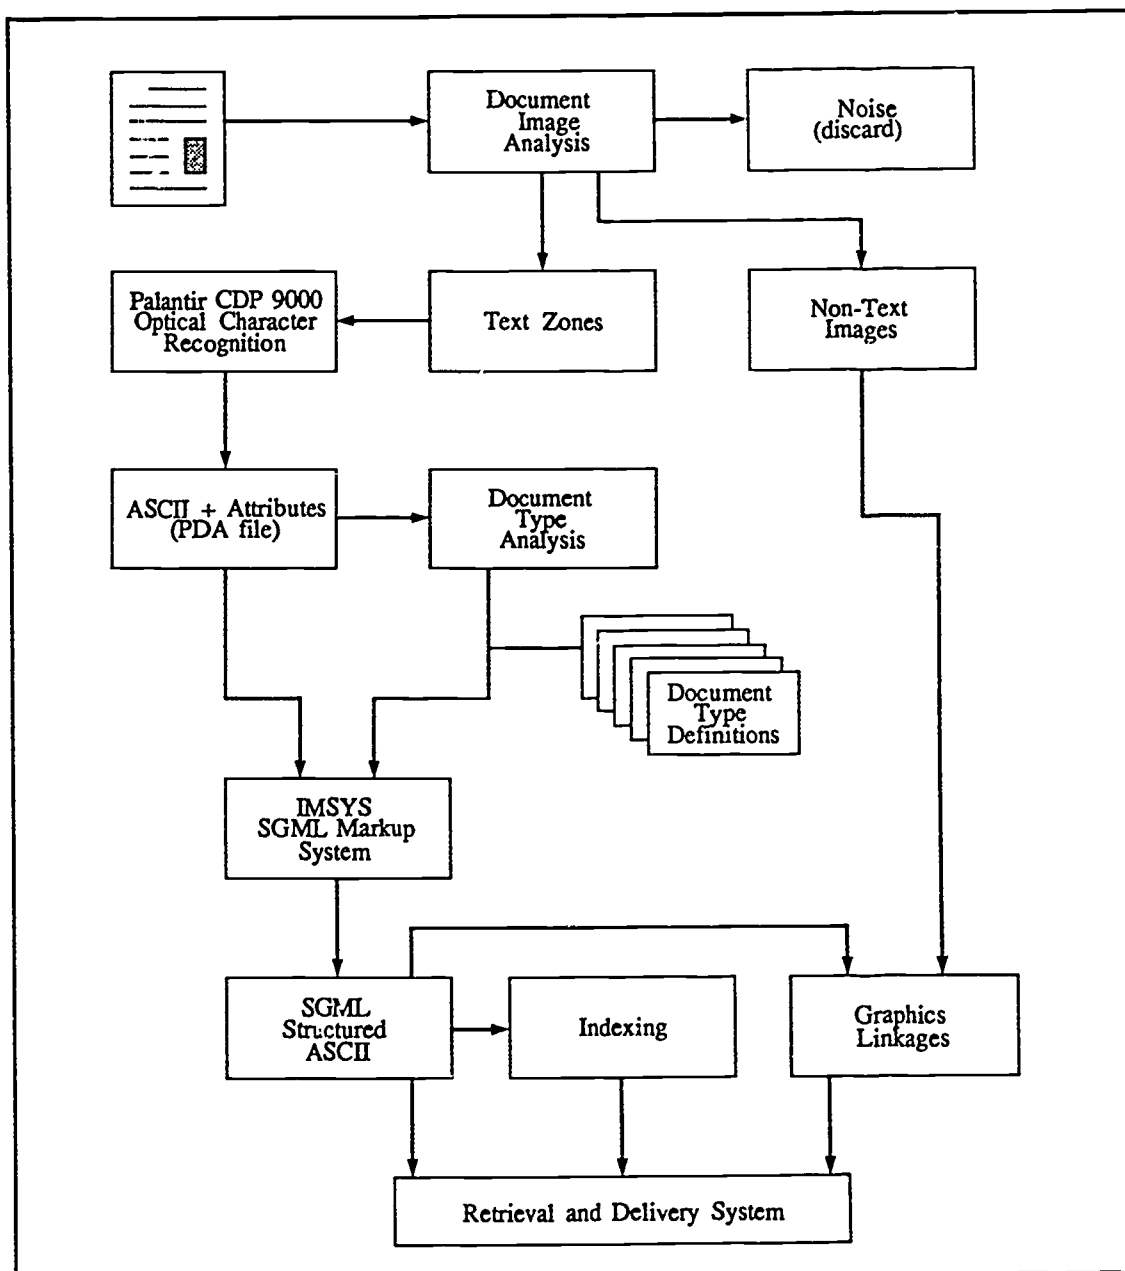 Document
Image
Analysis
Noise
(discard)
Palantir CDP 9000
Optical Character
Recognition
Text Zones
Non-Text
Images
ASCII + Attributes
(PDA file)
Document
Type
Analysis
Document
Type
Definitions
IMSYS
SGML Markup
System
SGML
Structured
ASCII
Indexing
Graphics
Linkages
Retrieval and Delivery System